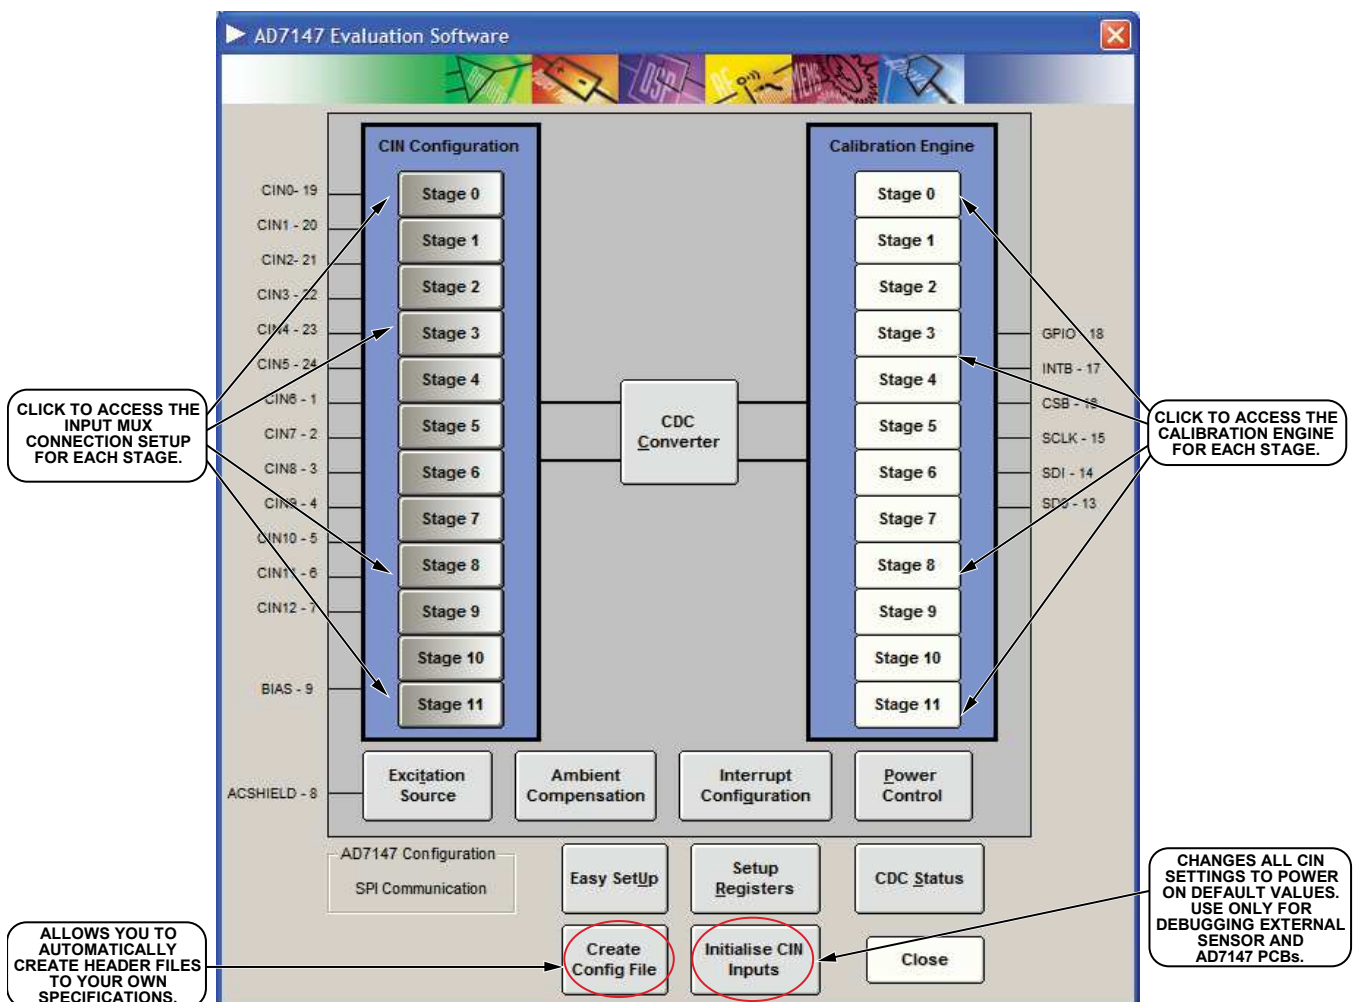 AD7147 Evaluation Software
CIN Configuration
Stage 0
Stage 1
Stage 2
Stage 3
Stage 4
Stage 5
Stage 6
Stage 7
Stage 8
Stage 9
Stage 10
Stage 11
CIN0- 19
CIN1 - 20
CIN2- 21
CIN3 - 22
CIN4 - 23
CIN5 - 24
CIN6 - 1
CIN7 - 2
CIN8 - 3
CIN9 - 4
CIN10 - 5
CIN11 - 6
CIN12 - 7
BIAS - 9
ACSHIELD - 8
CLICK TO ACCESS THE
INPUT MUX
CONNECTION SETUP
FOR EACH STAGE.
CDC
Converter
Calibration Engine
Stage 0
Stage 1
Stage 2
Stage 3
Stage 4
Stage 5
Stage 6
Stage 7
Stage 8
Stage 9
Stage 10
Stage 11
GPIO - 18
INTB - 17
CSB - 16
SCLK - 15
SDI - 14
SDO - 13
CLICK TO ACCESS THE
CALIBRATION ENGINE
FOR EACH STAGE.
Excitation
Source
Ambient
Compensation
Interrupt
Configuration
Power
Control
AD7147 Configuration
SPI Communication
Easy SetUp
Setup
Registers
CDC Status
Create
Config File
Initialise CIN
Inputs
Close
ALLOWS YOU TO
AUTOMATICALLY
CREATE HEADER FILES
TO YOUR OWN
SPECIFICATIONS.
CHANGES ALL CIN
SETTINGS TO POWER
ON DEFAULT VALUES.
USE ONLY FOR
DEBUGGING EXTERNAL
SENSOR AND
AD7147 PCBs.
DSP